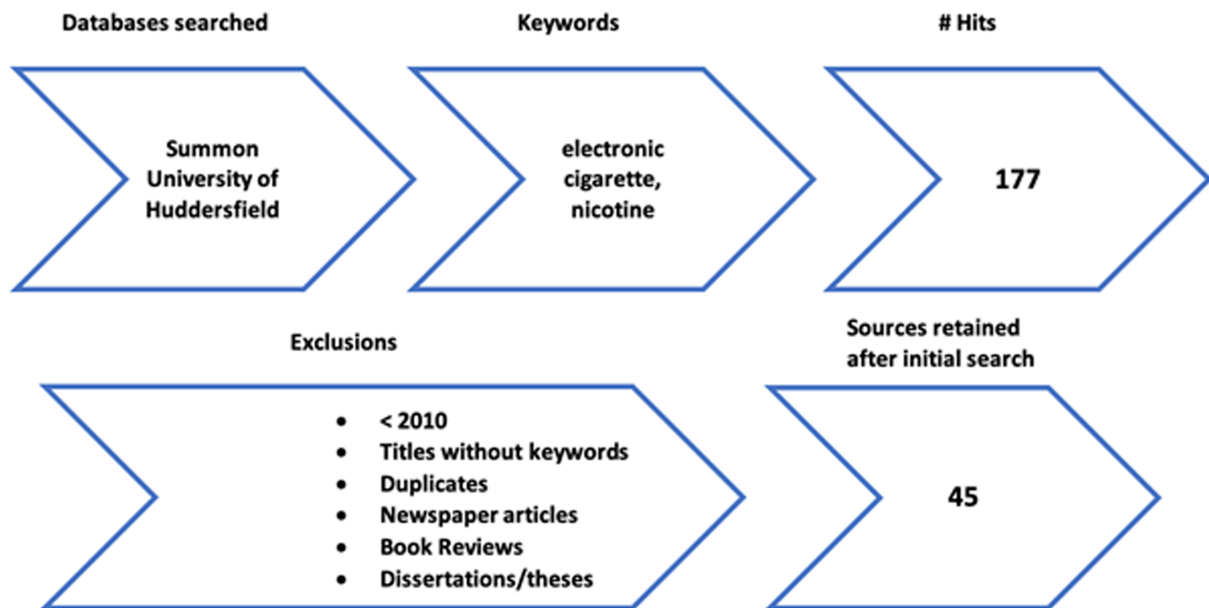 Databases searched
Keywords
# Hits
Summon
University of
Huddersfield
electronic
cigarette,
nicotine
177
Exclusions
Sources retained
after initial search
• < 2010
• Titles without keywords
• Duplicates
• Newspaper articles
• Book Reviews
• Dissertations/theses
45